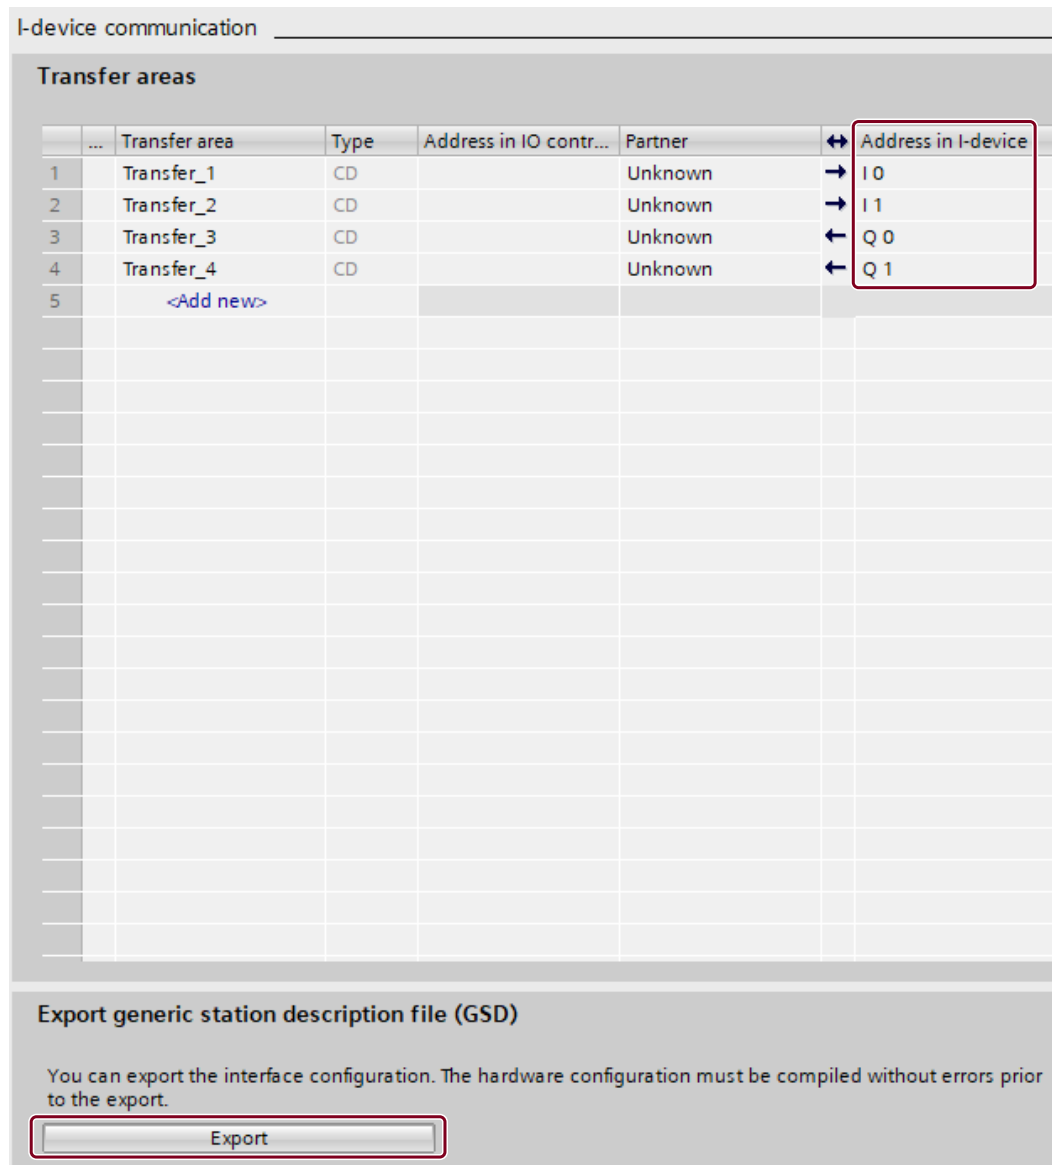 I-device communication
Transfer areas
... Transfer area Type Address in IO contr... Partner ↔ Address in I-device
1 Transfer_1 CD Unknown → I 0
2 Transfer_2 CD Unknown → I 1
3 Transfer_3 CD Unknown ← Q 0
4 Transfer_4 CD Unknown ← Q 1
5 <Add new>
Export generic station description file (GSD)
You can export the interface configuration. The hardware configuration must be compiled without errors prior
to the export.
Export